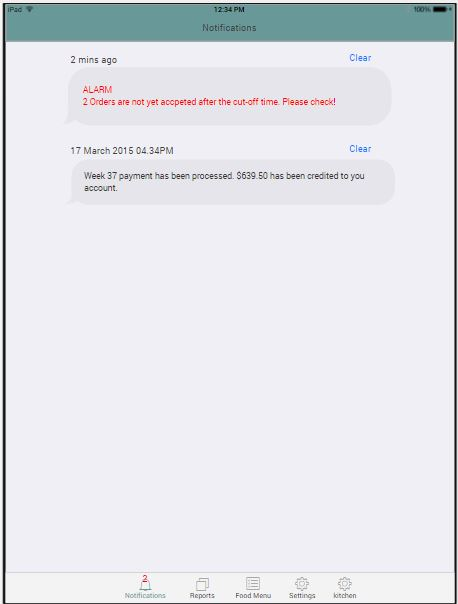 iPad 12:34 PM 100%
Notifications
2 mins ago Clear
ALARM
2 Orders are not yet accpeted after the cut-off time. Please check!
17 March 2015 04.34PM Clear
Week 37 payment has been processed. $639.50 has been credited to you
account.
2
Notifications Reports Food Menu Settings kitchen